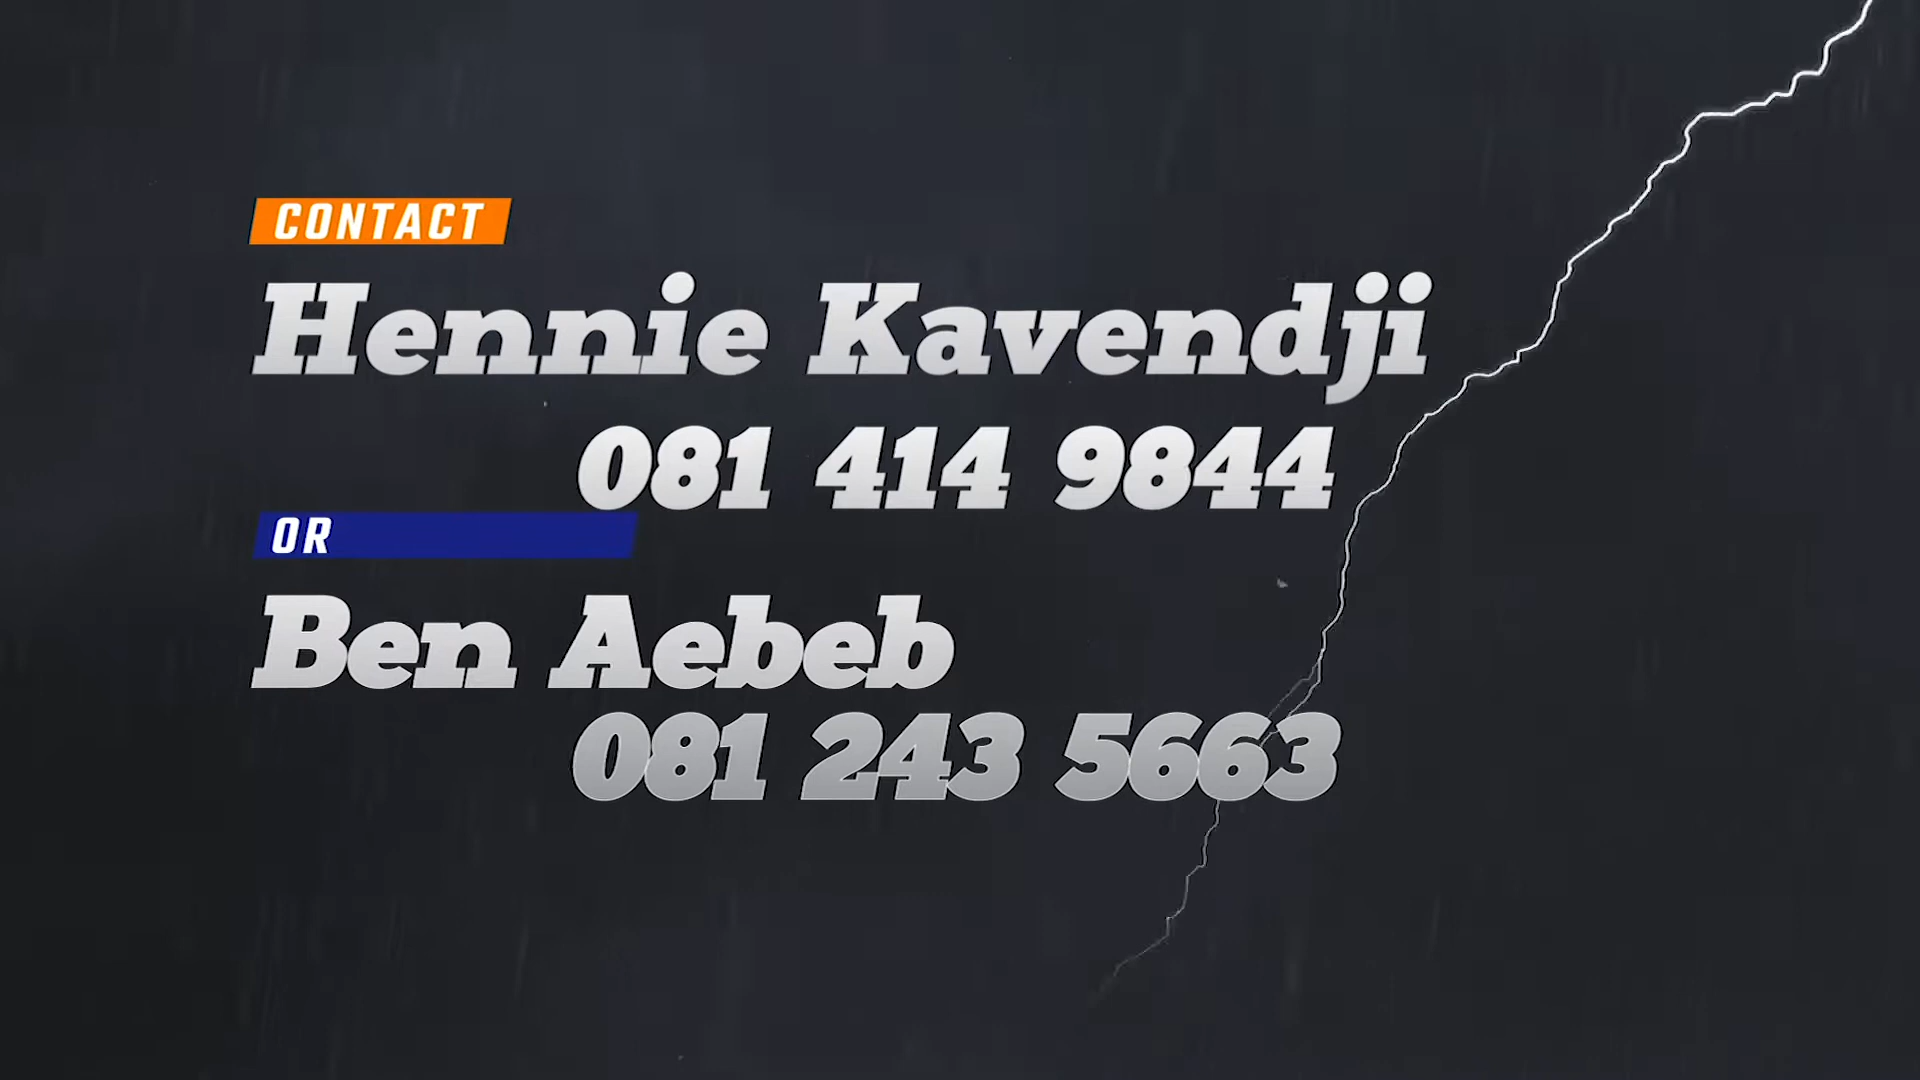 CONTACT
Hennie Kavendji
081 414 9844
OR
Ben Aebeb
081 243 5663